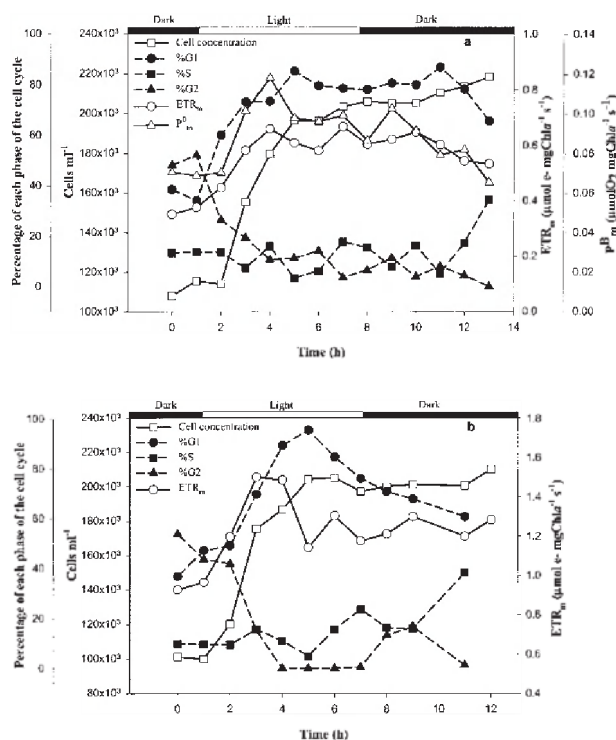 Dark Light Dark
a
Cell concentration
%G1
%S
%G2
ETRm
PBm
Percentage of each phase of the cell cycle
100
80
60
40
20
0
Cells ml-1
240x10³
220x10³
200x10³
180x10³
160x10³
140x10³
120x10³
100x10³
ETRm (µmol e- mgChla-1 s-1)
1.0
0.8
0.6
0.4
0.2
0.0
pBm (µmolO2 mgChla-1 s-1)
0.14
0.12
0.10
0.08
0.06
0.04
0.02
0.00
0 2 4 6 8 10 12 14
Time (h)
Dark Light Dark
b
Cell concentration
%G1
%S
%G2
ETRm
Percentage of each phase of the cell cycle
100
80
60
40
20
0
Cells ml-1
240x10³
220x10³
200x10³
180x10³
160x10³
140x10³
120x10³
100x10³
80x10³
ETRm (µmol e- mgChla-1 s-1)
1.8
1.6
1.4
1.2
1.0
0.8
0.6
0.4
0 2 4 6 8 10 12
Time (h)